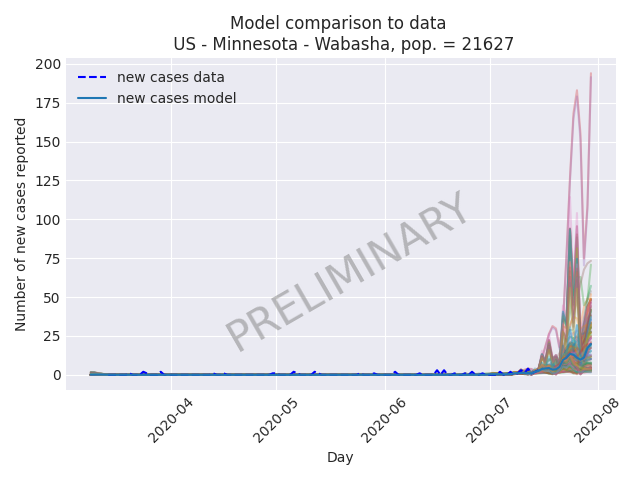 Model comparison to data
US - Minnesota - Wabasha, pop. = 21627
new cases data
new cases model
PRELIMINARY
Number of new cases reported
200
175
150
125
100
75
50
25
0
2020-04
2020-05
2020-06
2020-07
2020-08
Day